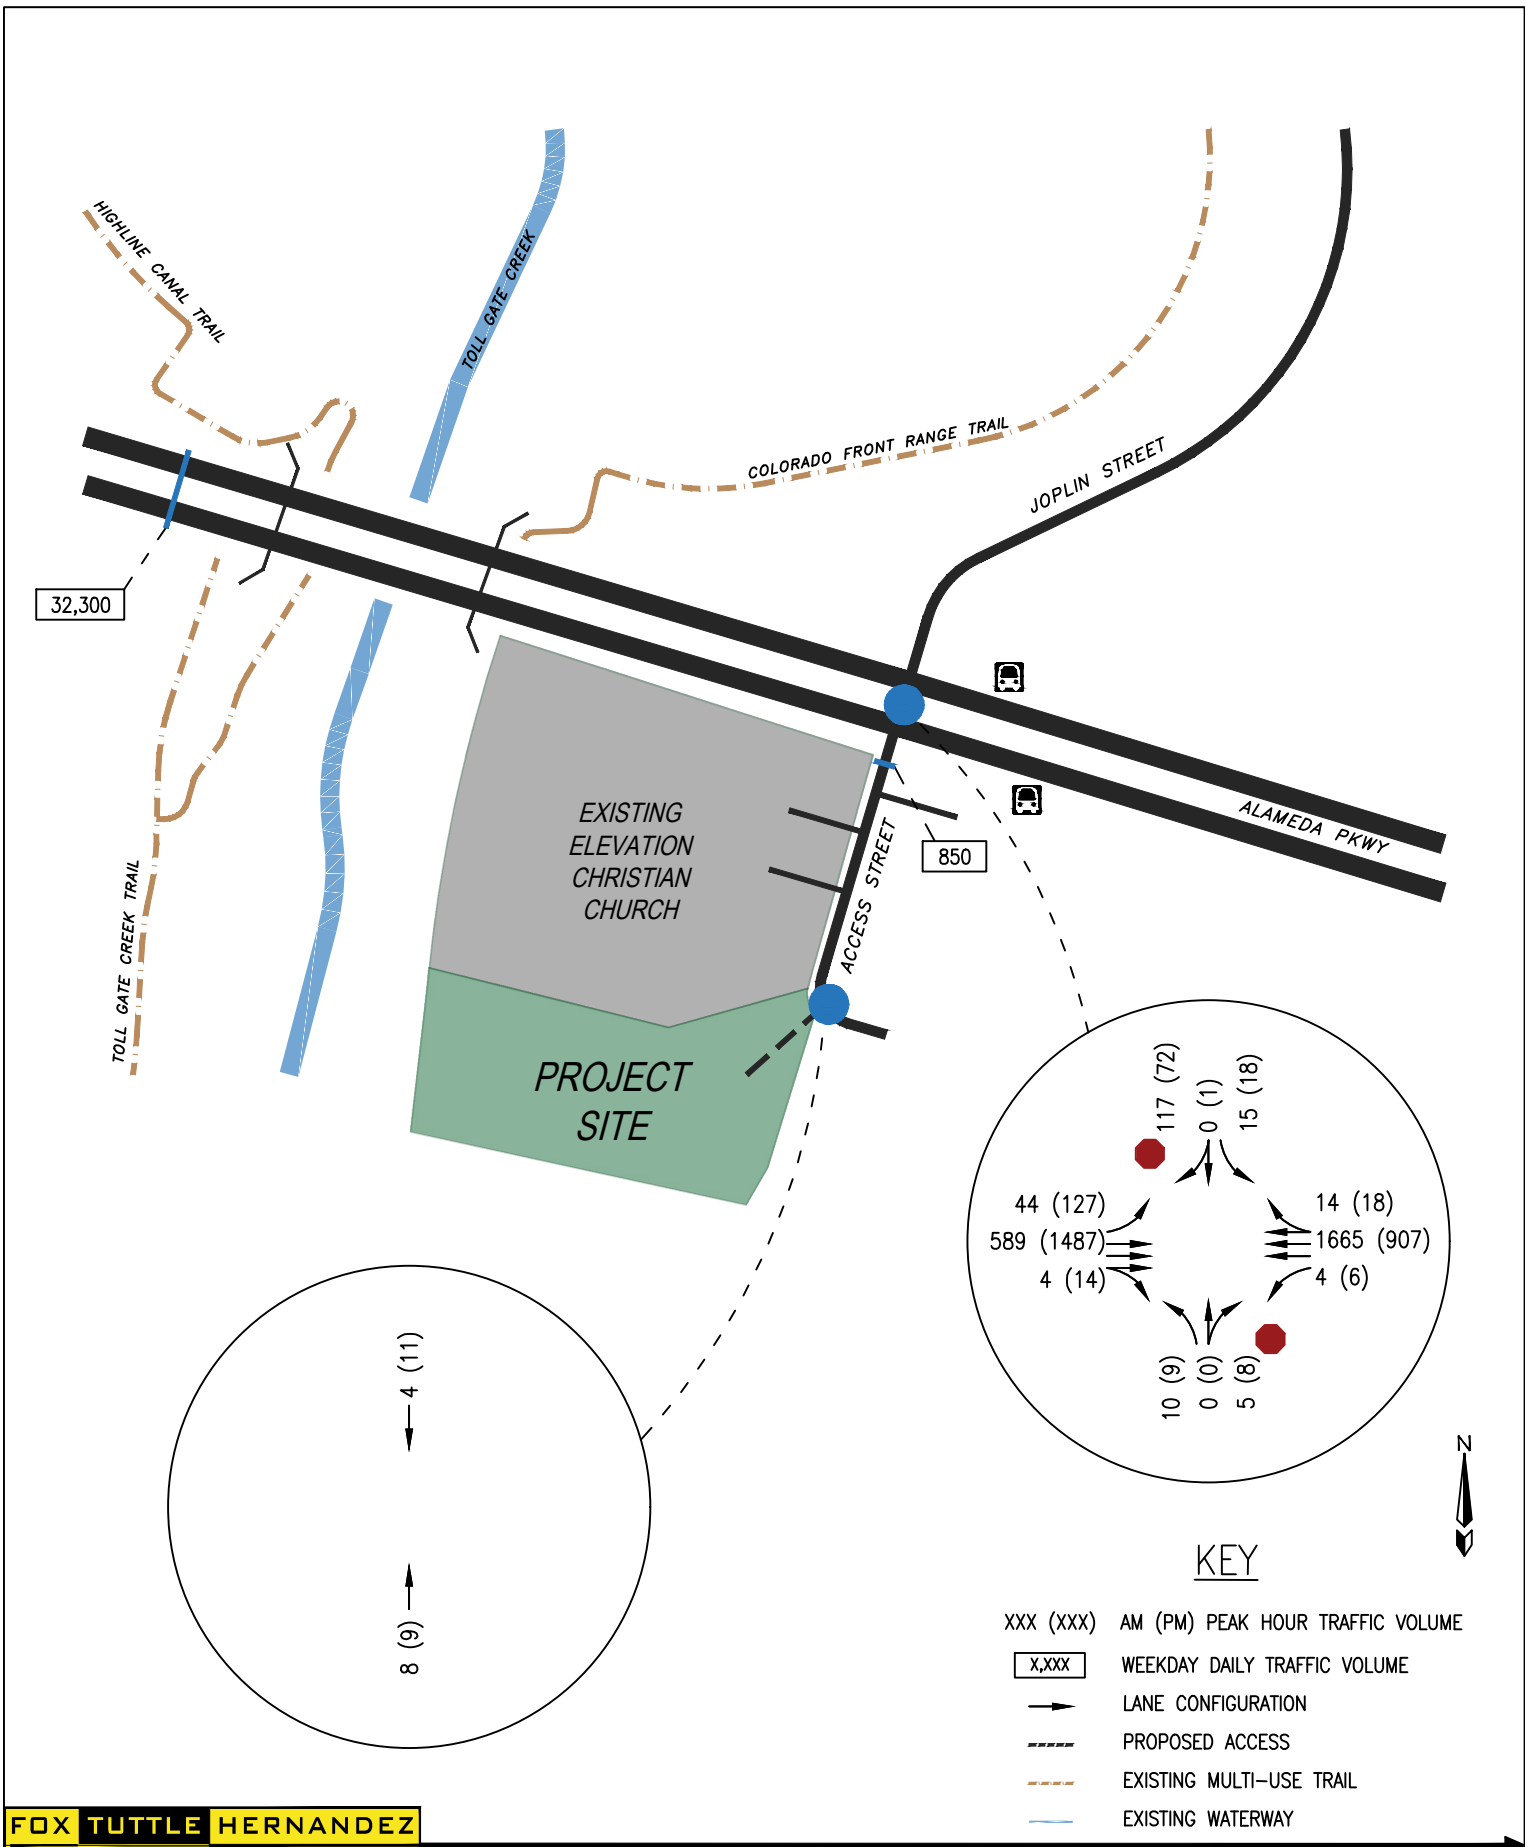 HIGHLINE CANAL TRAIL
TOLL GATE CREEK
COLORADO FRONT RANGE TRAIL
JOPLIN STREET
32,300
ALAMEDA PKWY
EXISTING
ELEVATION
CHRISTIAN
CHURCH
850
ACCESS STREET
TOLL GATE CREEK TRAIL
PROJECT
SITE
117 (72)
0 (1)
15 (18)
44 (127)
589 (1487)
4 (14)
14 (18)
1665 (907)
4 (6)
10 (9)
0 (0)
5 (8)
4 (11)
8 (9)
N
KEY
XXX (XXX) AM (PM) PEAK HOUR TRAFFIC VOLUME
X,XXX WEEKDAY DAILY TRAFFIC VOLUME
LANE CONFIGURATION
PROPOSED ACCESS
EXISTING MULTI-USE TRAIL
EXISTING WATERWAY
FOX TUTTLE HERNANDEZ